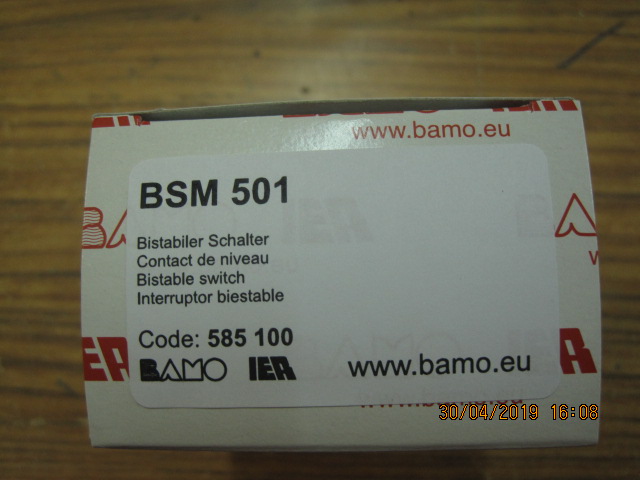 www.bamo.eu
BSM 501
Bistabiler Schalter
Contact de niveau
Bistable switch
Interruptor biestable
Code: 585 100
BAMO IER www.bamo.eu
30/04/2019 16:08